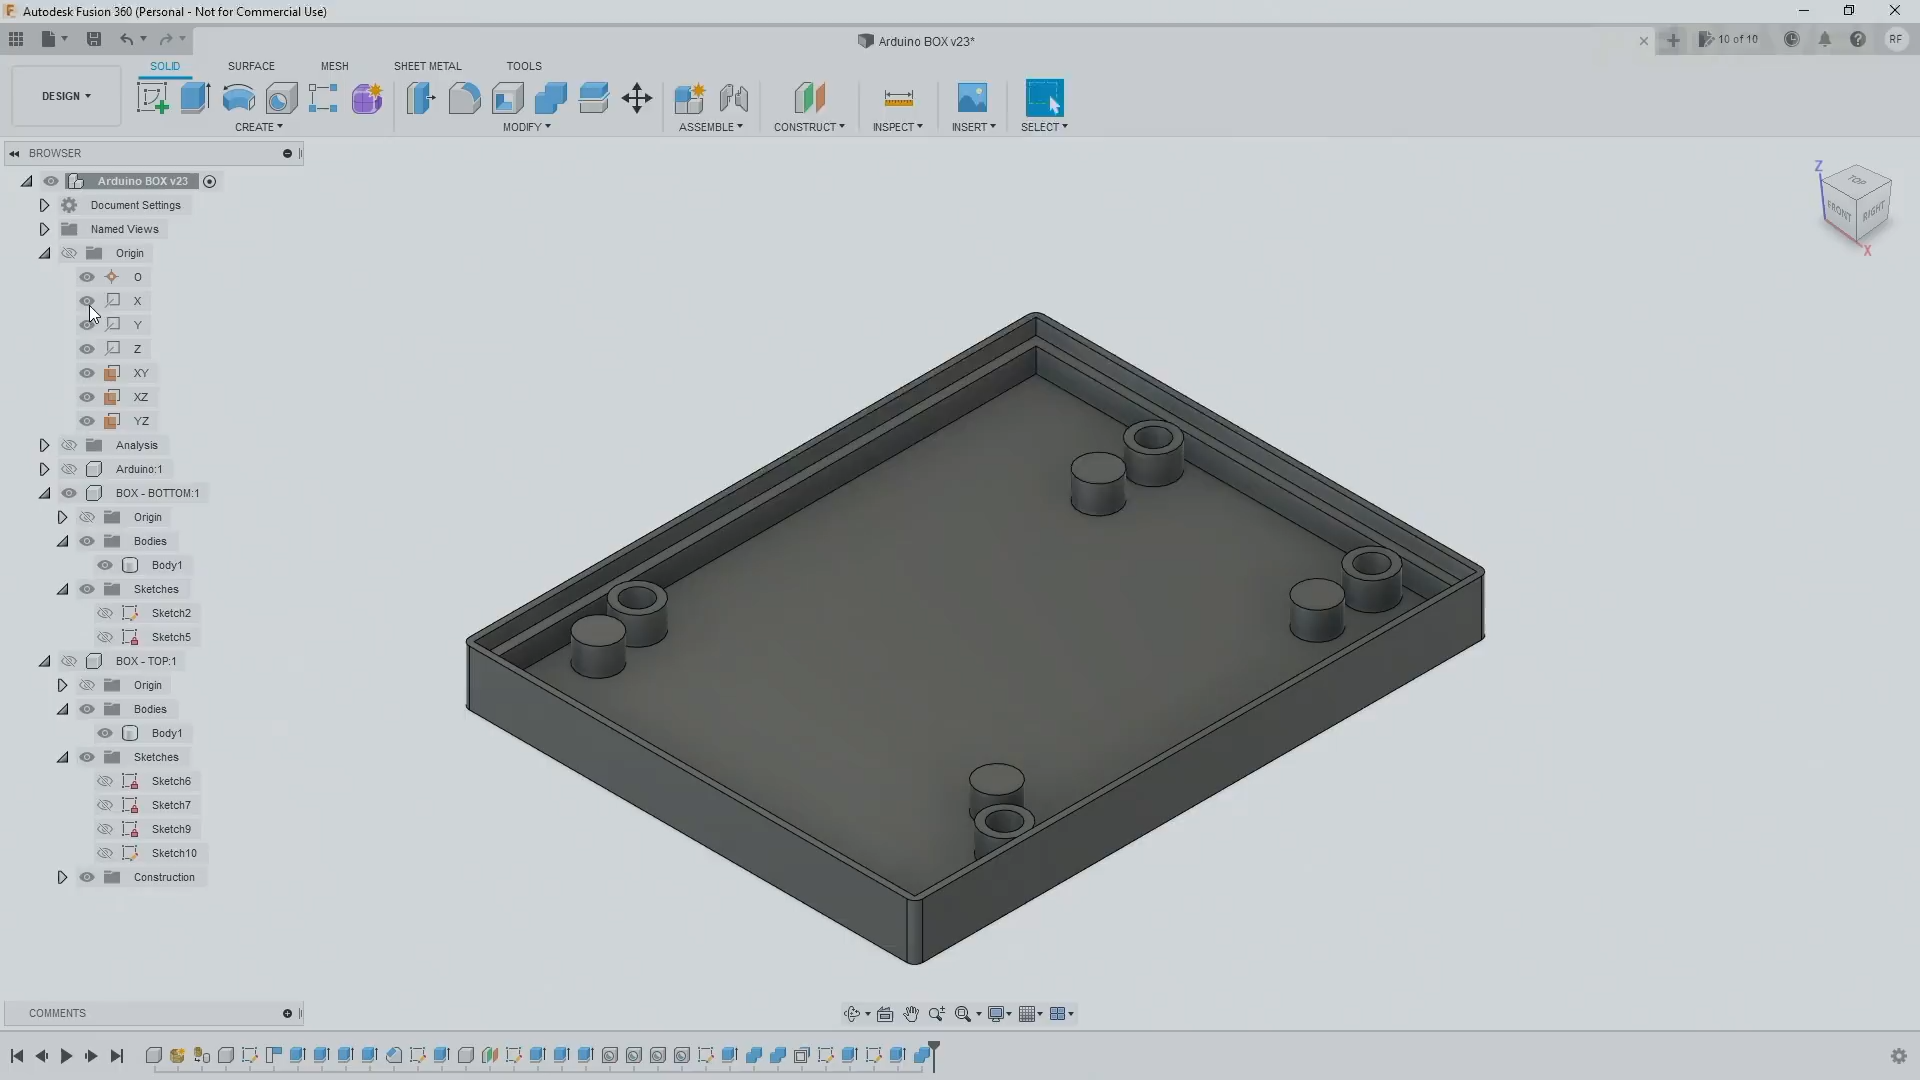 Autodesk Fusion 360 (Personal - Not for Commercial Use)
Arduino BOX v23*
10 of 10
RF
SOLID
SURFACE
MESH
SHEET METAL
TOOLS
DESIGN
CREATE
MODIFY
ASSEMBLE
CONSTRUCT
INSPECT
INSERT
SELECT
BROWSER
Arduino BOX v23
Document Settings
Named Views
Origin
O
X
Y
Z
XY
XZ
YZ
Analysis
Arduino:1
BOX - BOTTOM:1
Origin
Bodies
Body1
Sketches
Sketch2
Sketch5
BOX - TOP:1
Origin
Bodies
Body1
Sketches
Sketch6
Sketch7
Sketch9
Sketch10
Construction
Z
TOP
FRONT
RIGHT
X
COMMENTS